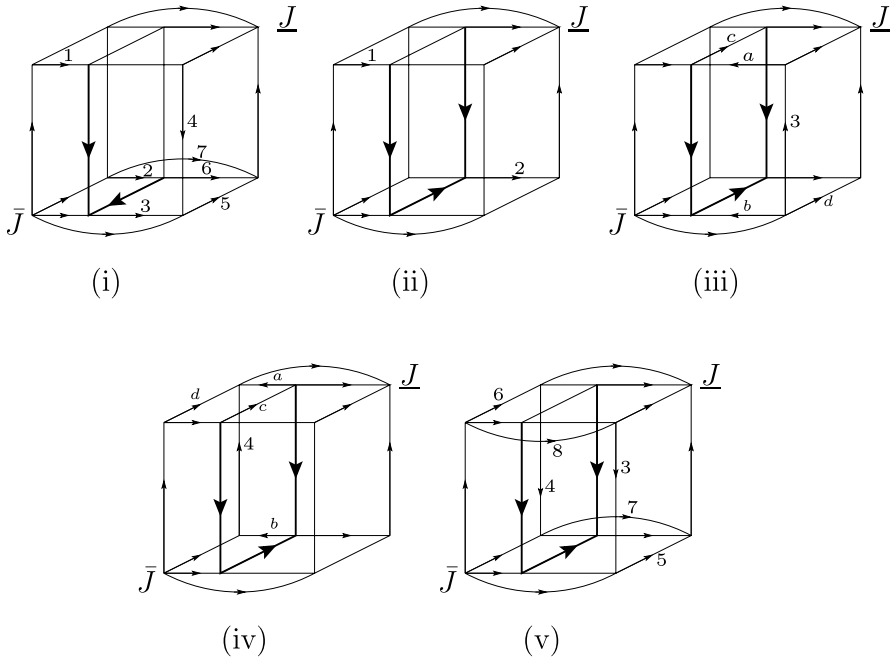 J J J
1 1 c
a
4 3
7
2 6 2
J̄ 3 5 J̄ J̄ b d
(i) (ii) (iii)
a J J
d c 6
4 8 3
4
b 7
J̄ J̄ 5
(iv) (v)